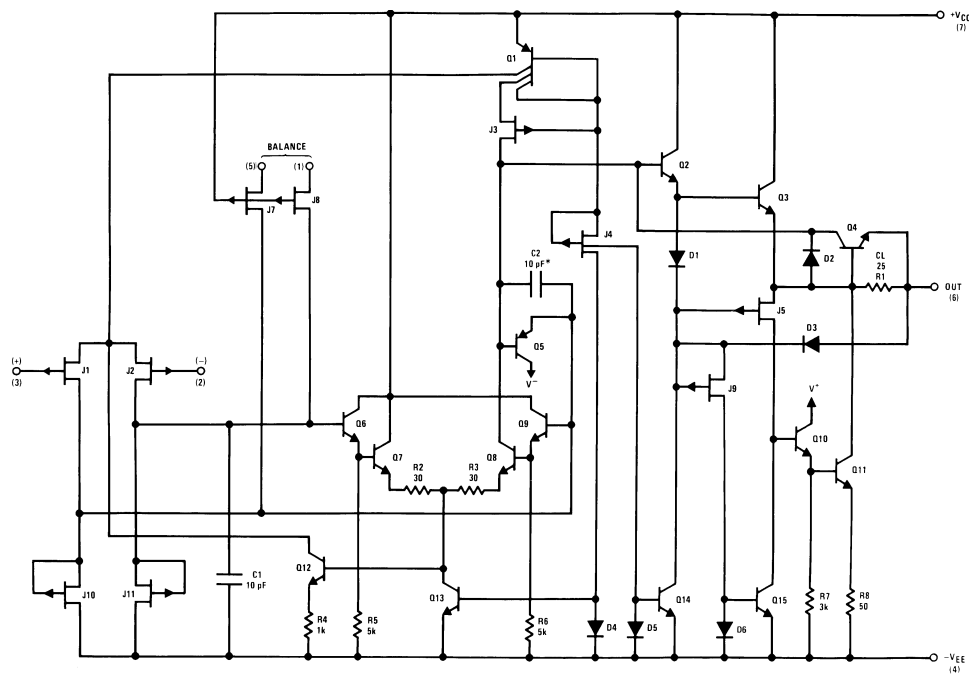 +VCC
(7)
Q1
J3
BALANCE
(5)
(1)
J7
J8
Q2
Q3
J4
Q4
D1
D2
CL
25
R1
OUT
(6)
C2
10 pF*
J5
D3
Q5
V−
(+)
(3)
J1
J2
(−)
(2)
J9
V+
Q6
Q9
Q10
Q7
Q8
Q11
R2
30
R3
30
Q12
C1
10 pF
J10
J11
Q13
Q14
Q15
R4
1k
R5
5k
R6
5k
D4
D5
D6
R7
3k
R8
50
−VEE
(4)